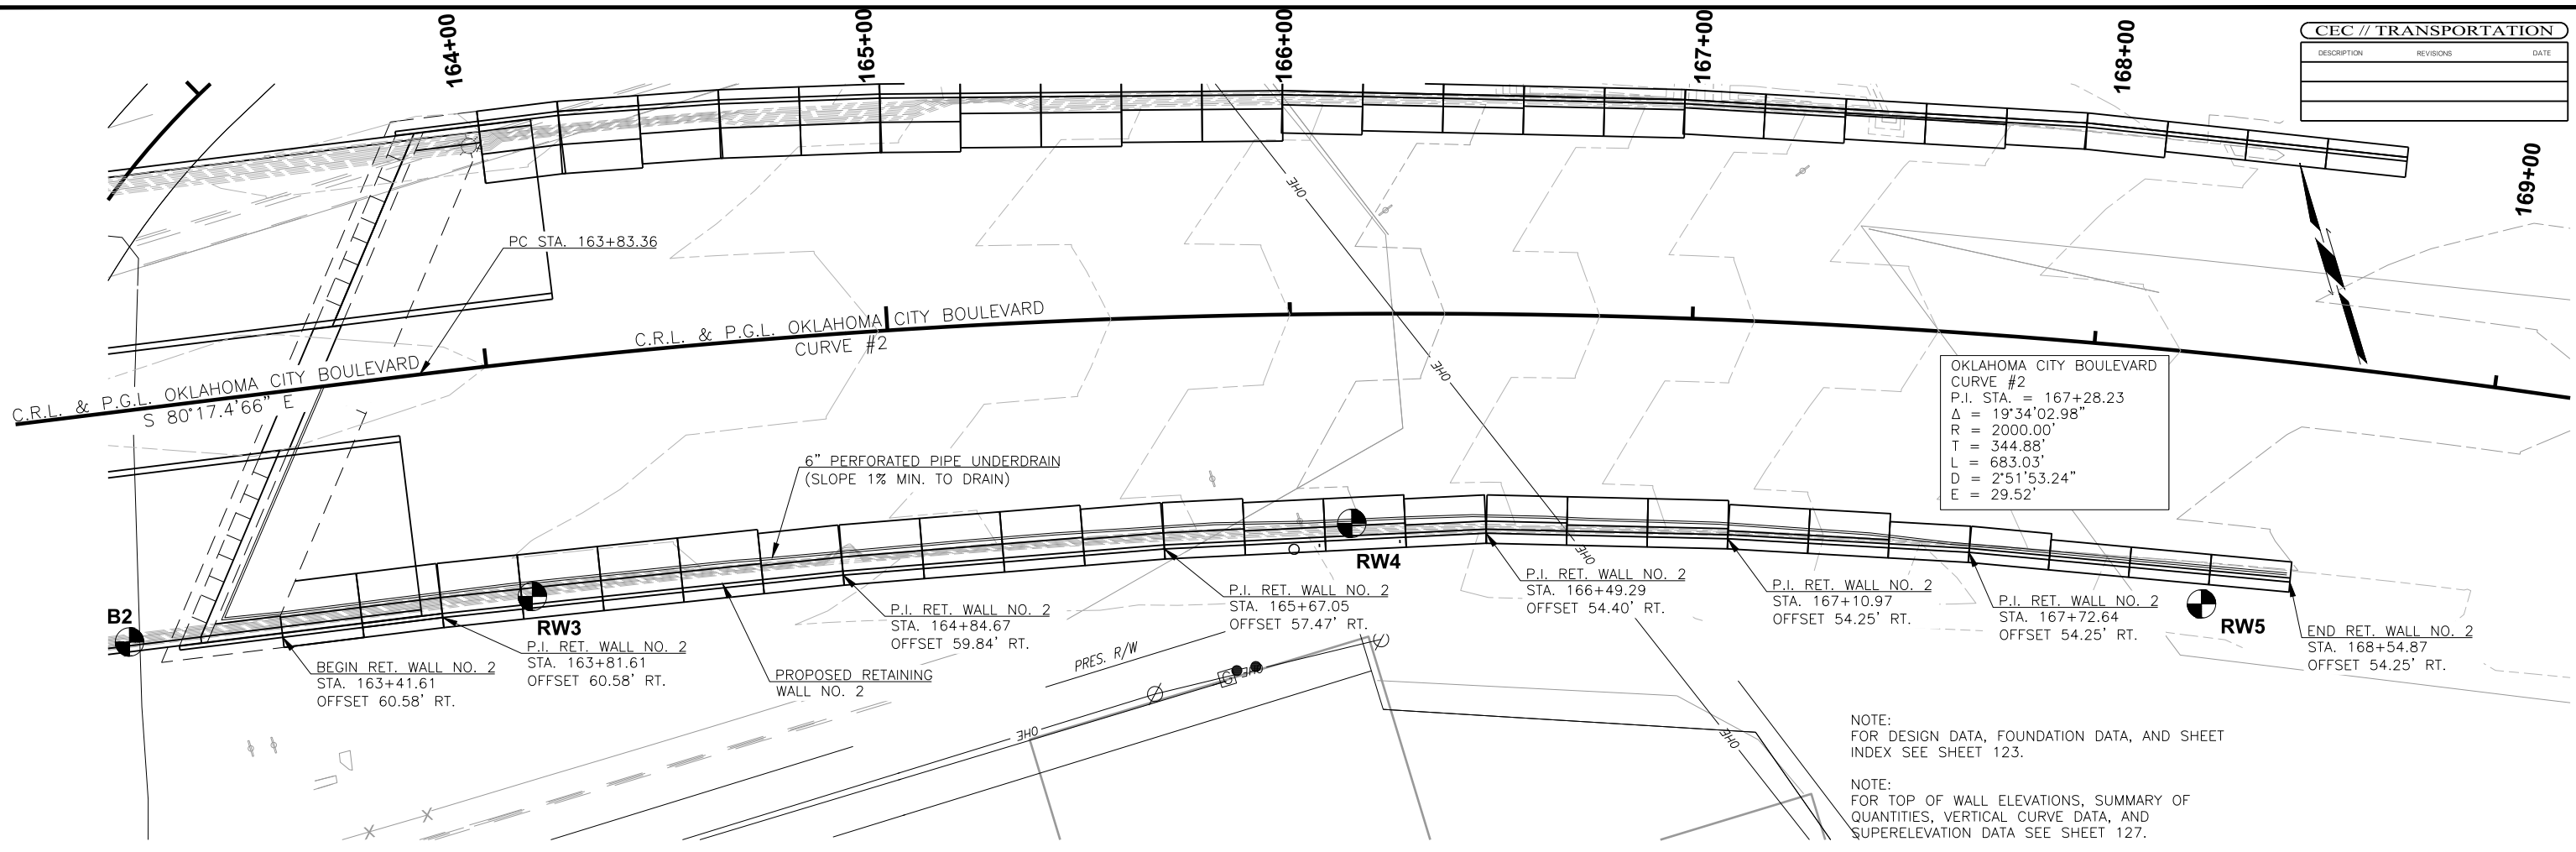 164+00
165+00
166+00
167+00
168+00
169+00
CEC // TRANSPORTATION
DESCRIPTION REVISIONS DATE
PC STA. 163+83.36
OHE
C.R.L. & P.G.L. OKLAHOMA CITY BOULEVARD
CURVE #2
C.R.L. & P.G.L. OKLAHOMA CITY BOULEVARD
S 80°17.4'66" E
OHE
OKLAHOMA CITY BOULEVARD
CURVE #2
P.I. STA. = 167+28.23
Δ = 19°34'02.98"
R = 2000.00'
T = 344.88'
L = 683.03'
D = 2°51'53.24"
E = 29.52'
6" PERFORATED PIPE UNDERDRAIN
(SLOPE 1% MIN. TO DRAIN)
B2
RW3
RW4
OHE
RW5
BEGIN RET. WALL NO. 2
STA. 163+41.61
OFFSET 60.58' RT.
P.I. RET. WALL NO. 2
STA. 163+81.61
OFFSET 60.58' RT.
PROPOSED RETAINING
WALL NO. 2
P.I. RET. WALL NO. 2
STA. 164+84.67
OFFSET 59.84' RT.
P.I. RET. WALL NO. 2
STA. 165+67.05
OFFSET 57.47' RT.
P.I. RET. WALL NO. 2
STA. 166+49.29
OFFSET 54.40' RT.
P.I. RET. WALL NO. 2
STA. 167+10.97
OFFSET 54.25' RT.
P.I. RET. WALL NO. 2
STA. 167+72.64
OFFSET 54.25' RT.
END RET. WALL NO. 2
STA. 168+54.87
OFFSET 54.25' RT.
PRES. R/W
G
OHE
OHE
OHE
NOTE:
FOR DESIGN DATA, FOUNDATION DATA, AND SHEET
INDEX SEE SHEET 123.
NOTE:
FOR TOP OF WALL ELEVATIONS, SUMMARY OF
QUANTITIES, VERTICAL CURVE DATA, AND
SUPERELEVATION DATA SEE SHEET 127.